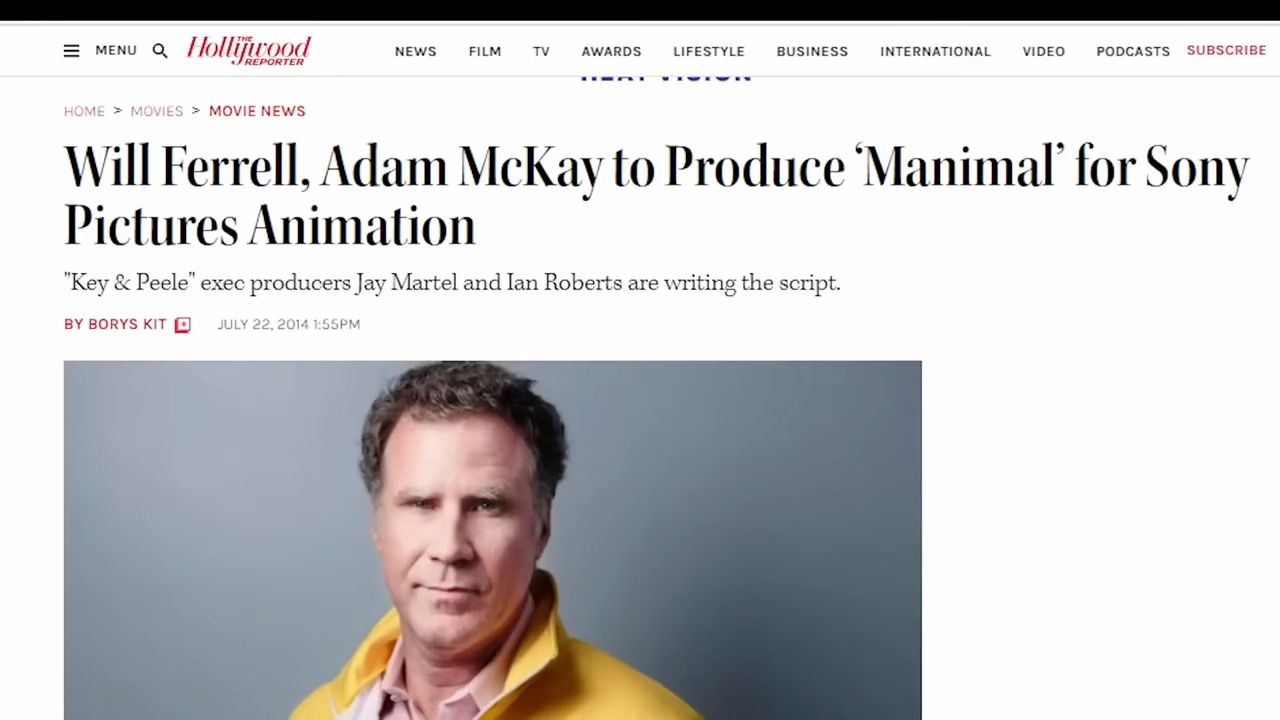 MENU THE Hollywood REPORTER NEWS FILM TV AWARDS LIFESTYLE BUSINESS INTERNATIONAL VIDEO PODCASTS SUBSCRIBE
HEAT VISION
HOME > MOVIES > MOVIE NEWS
Will Ferrell, Adam McKay to Produce ‘Manimal’ for Sony
Pictures Animation
"Key & Peele" exec producers Jay Martel and Ian Roberts are writing the script.
BY BORYS KIT JULY 22, 2014 1:55PM